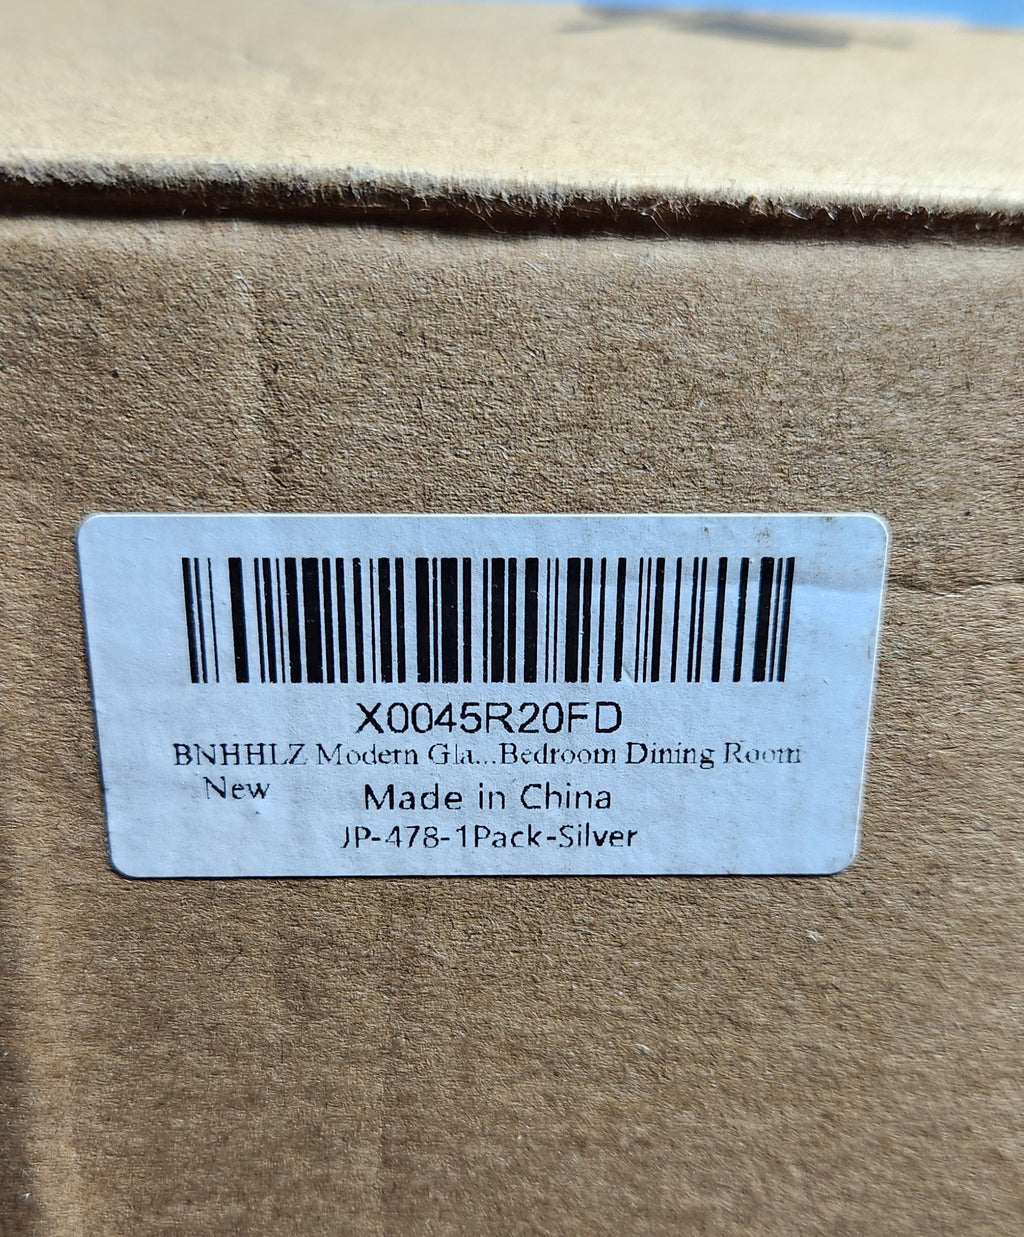 X0045R20FD
BNHHLZ Modern Gla...Bedroom Dining Room
New
Made in China
JP-478-1Pack-Silver